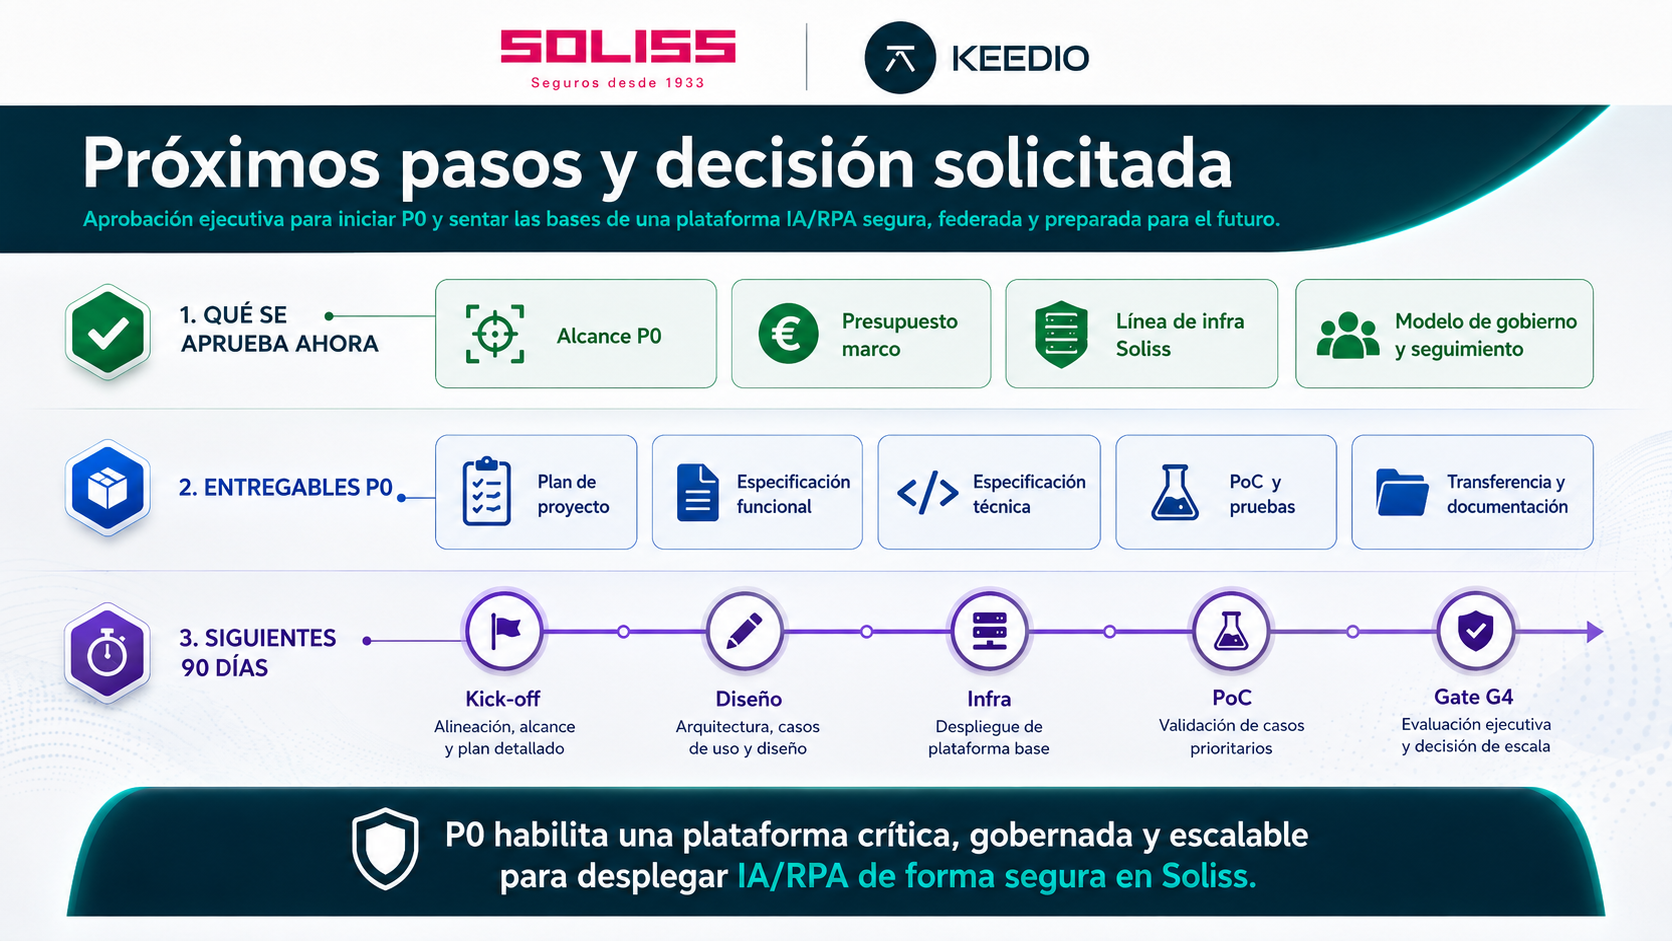 SOLISS
Seguros desde 1933
KEEDIO
Próximos pasos y decisión solicitada
Aprobación ejecutiva para iniciar P0 y sentar las bases de una plataforma IA/RPA segura, federada y preparada para el futuro.
1. QUÉ SE
APRUEBA AHORA
Alcance P0
Presupuesto
marco
Línea de infra
Soliss
Modelo de gobierno
y seguimiento
2. ENTREGABLES P0
Plan de
proyecto
Especificación
funcional
Especificación
técnica
PoC y
pruebas
Transferencia y
documentación
3. SIGUIENTES
90 DÍAS
Kick-off
Alineación, alcance
y plan detallado
Diseño
Arquitectura, casos
de uso y diseño
Infra
Despliegue de
plataforma base
PoC
Validación de casos
prioritarios
Gate G4
Evaluación ejecutiva
y decisión de escala
P0 habilita una plataforma crítica, gobernada y escalable
para desplegar IA/RPA de forma segura en Soliss.